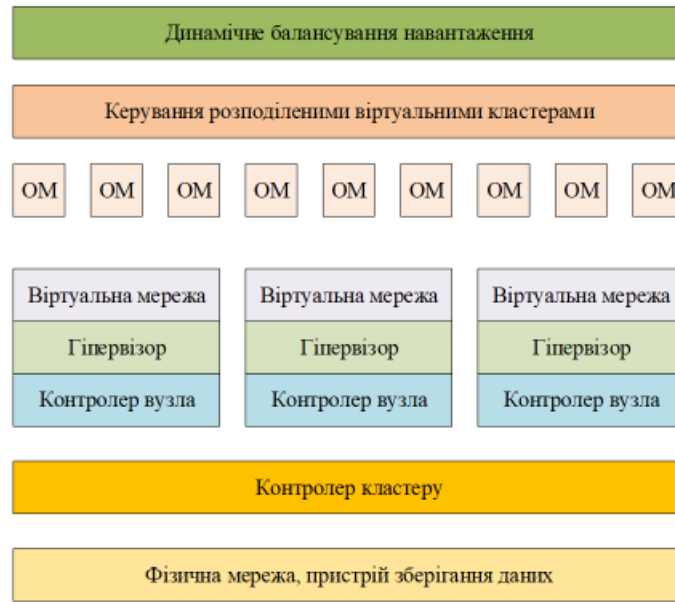 Динамічне балансування навантаження
Керування розподіленими віртуальними кластерами
ОМ ОМ ОМ ОМ ОМ ОМ ОМ ОМ ОМ
Віртуальна мережа Віртуальна мережа Віртуальна мережа
Гіпервізор Гіпервізор Гіпервізор
Контролер вузла Контролер вузла Контролер вузла
Контролер кластеру
Фізична мережа, пристрій зберігання даних